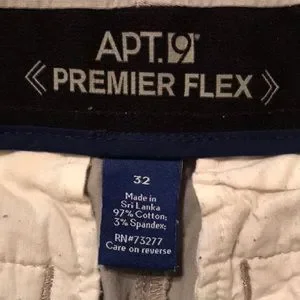 APT.9®
« PREMIER FLEX »
32
Made in
Sri Lanka
97% Cotton;
3% Spandex;
RN#73277
Care on reverse